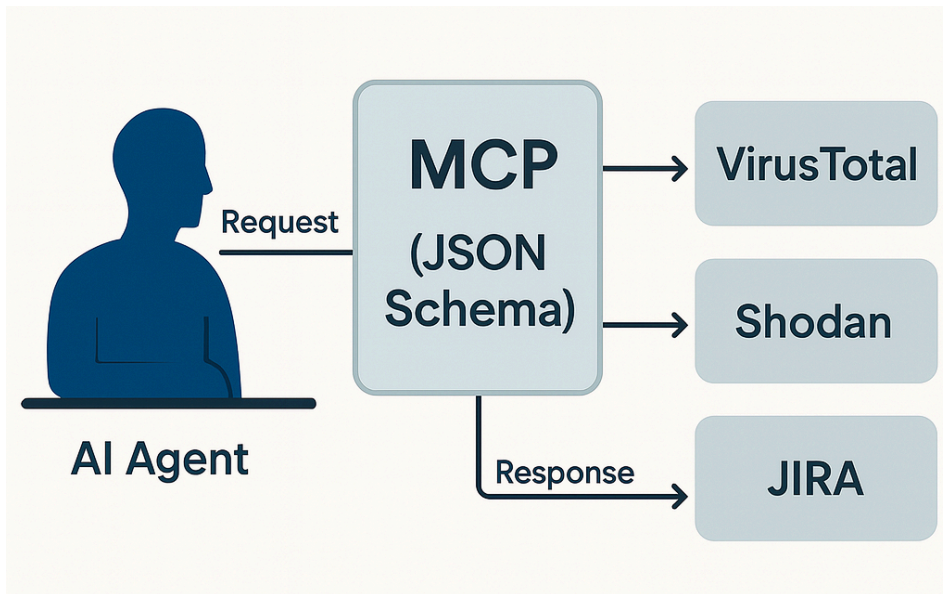 Request
AI Agent
MCP
(JSON
Schema)
Response
VirusTotal
Shodan
JIRA